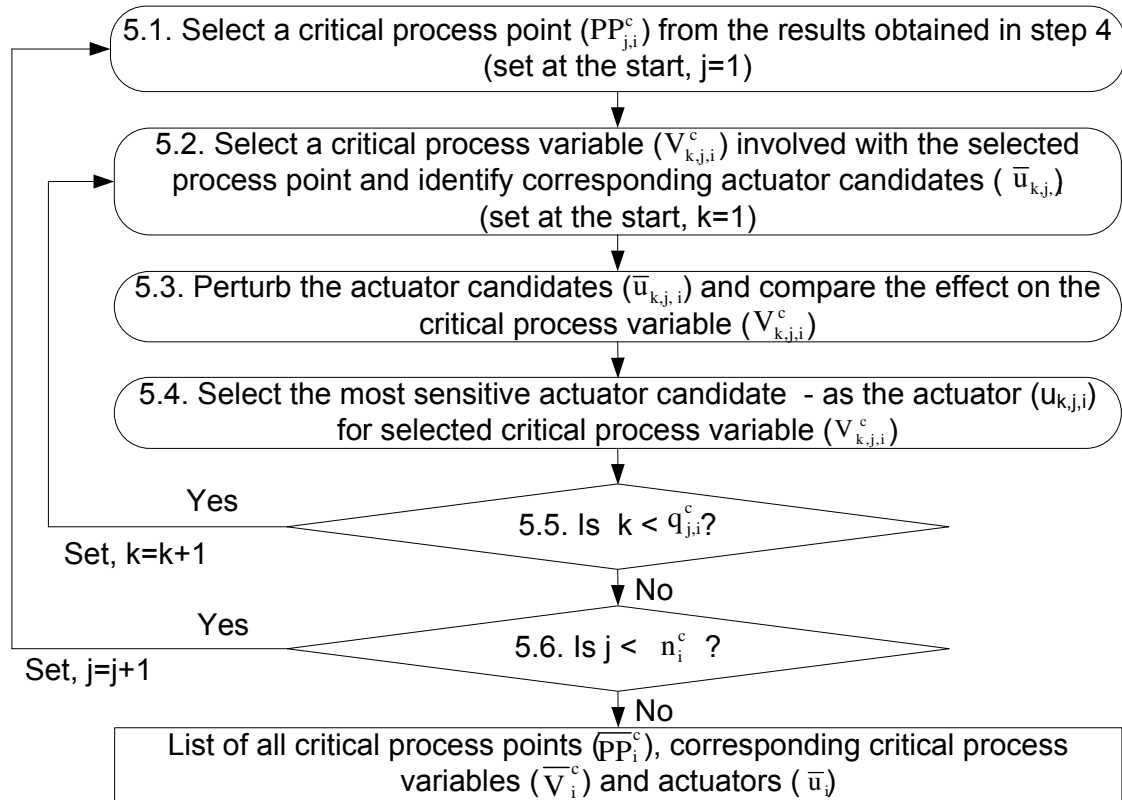 5.1. Select a critical process point (PP^c_{j,i}) from the results obtained in step 4
(set at the start, j=1)
5.2. Select a critical process variable (V^c_{k,j,i}) involved with the selected
process point and identify corresponding actuator candidates ( u̅_{k,j,i})
(set at the start, k=1)
5.3. Perturb the actuator candidates (u̅_{k,j, i}) and compare the effect on the
critical process variable (V^c_{k,j,i})
5.4. Select the most sensitive actuator candidate - as the actuator (u_{k,j,i})
for selected critical process variable (V^c_{k,j,i})
Yes
5.5. Is k < q^c_{j,i}?
Set, k=k+1
No
Yes
5.6. Is j < n^c_i ?
Set, j=j+1
No
List of all critical process points (P̅P̅^c_i), corresponding critical process
variables (V̅^c_i) and actuators ( u̅_i)